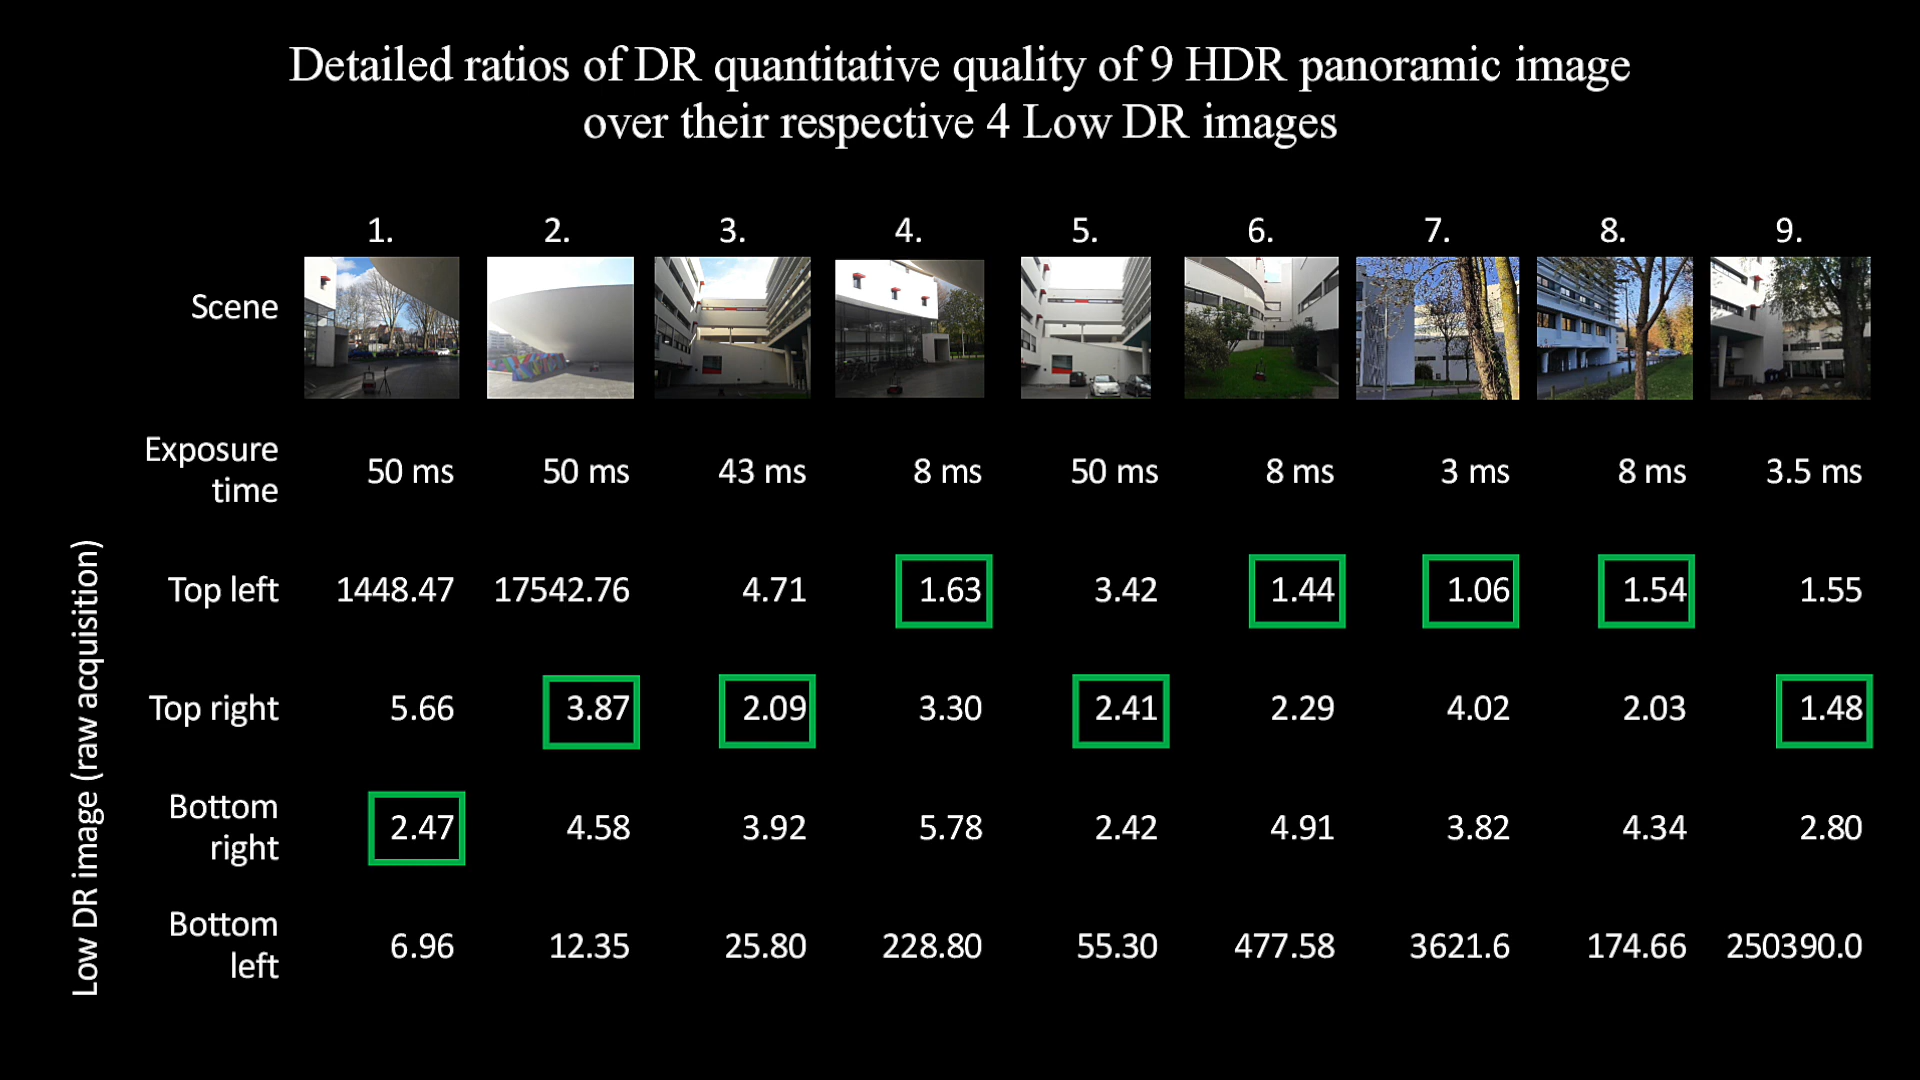 Detailed ratios of DR quantitative quality of 9 HDR panoramic image
over their respective 4 Low DR images
1. 2. 3. 4. 5. 6. 7. 8. 9.
Scene
Exposure
time
50 ms 50 ms 43 ms 8 ms 50 ms 8 ms 3 ms 8 ms 3.5 ms
Low DR image (raw acquisition)
Top left 1448.47 17542.76 4.71 1.63 3.42 1.44 1.06 1.54 1.55
Top right 5.66 3.87 2.09 3.30 2.41 2.29 4.02 2.03 1.48
Bottom
right
2.47 4.58 3.92 5.78 2.42 4.91 3.82 4.34 2.80
Bottom
left
6.96 12.35 25.80 228.80 55.30 477.58 3621.6 174.66 250390.0